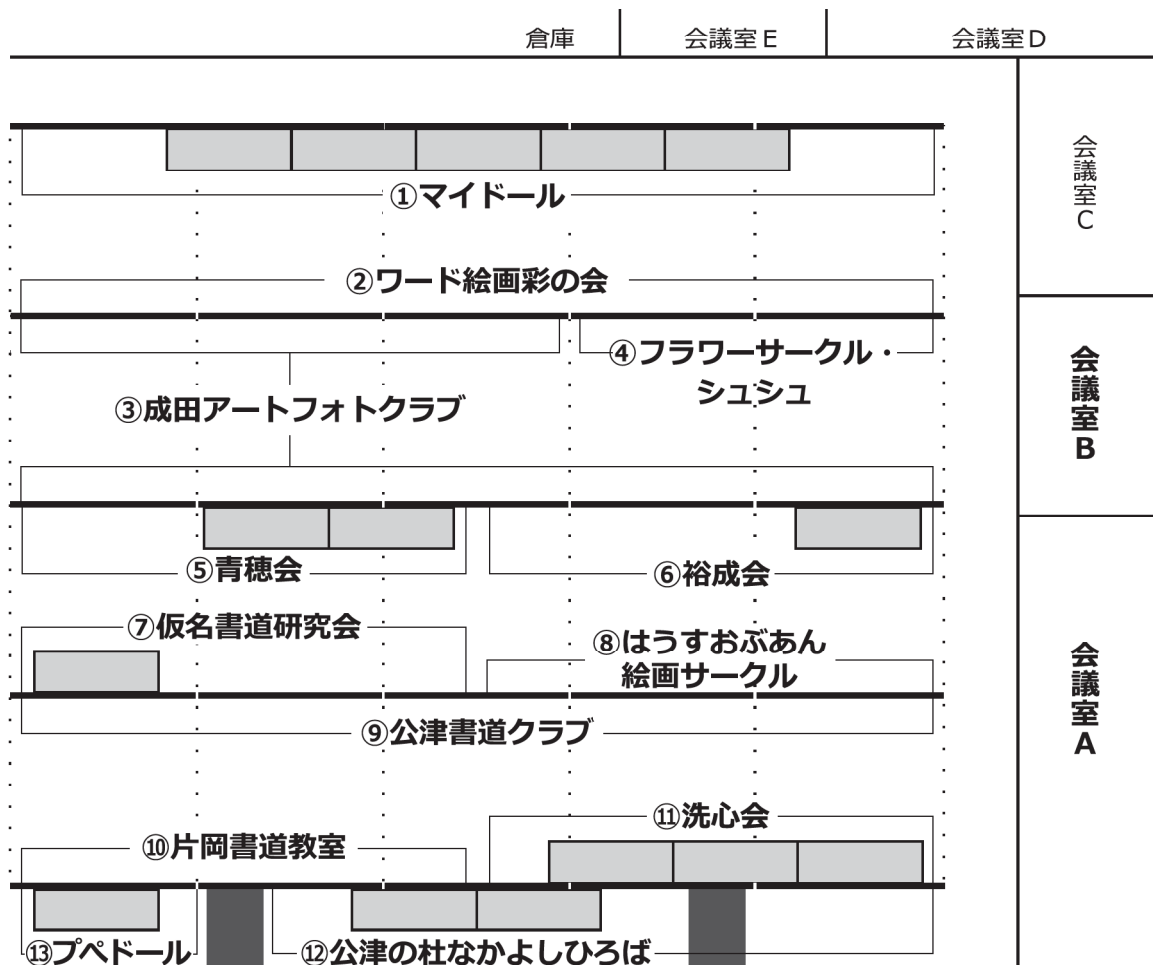 倉庫
会議室E
会議室D
会議室C
①マイドール
②ワード絵画彩の会
④フラワーサークル・
シュシュ
会議室B
③成田アートフォトクラブ
⑤青穂会
⑥裕成会
⑦仮名書道研究会
⑧はうすおぶあん
絵画サークル
会議室A
⑨公津書道クラブ
⑪洗心会
⑩片岡書道教室
⑬プペドール
⑫公津の杜なかよしひろば